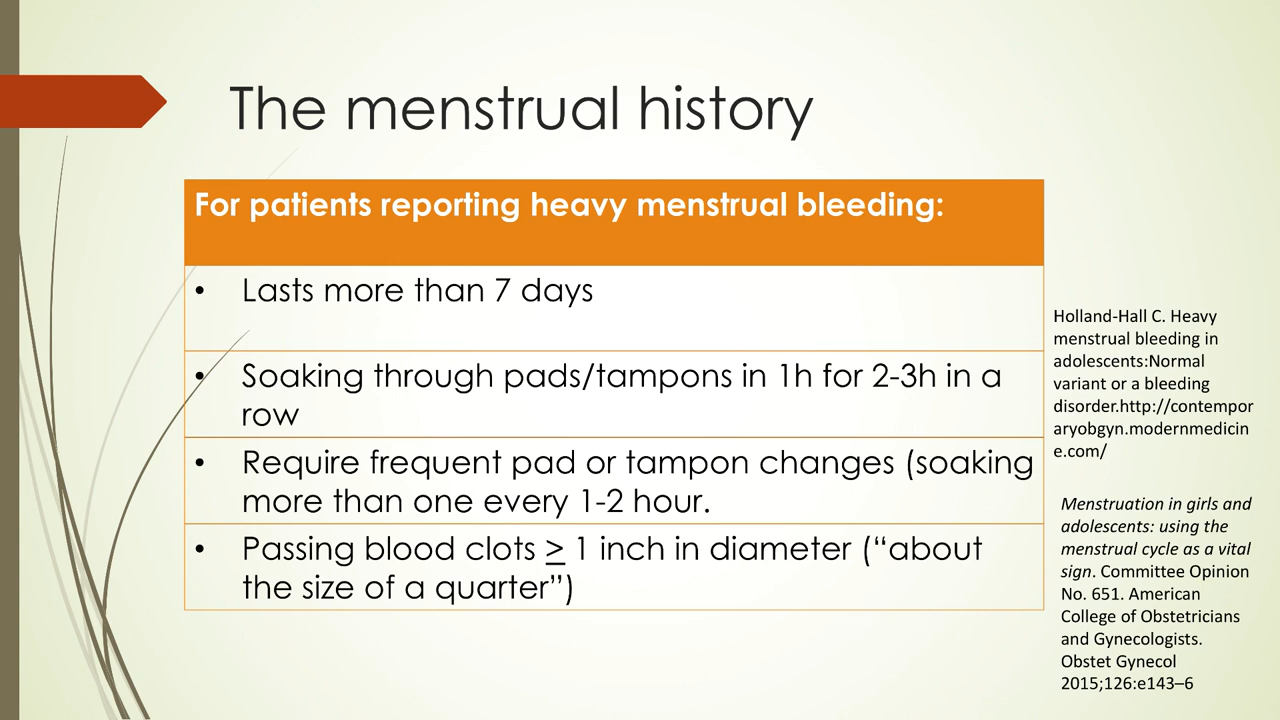 The menstrual history
For patients reporting heavy menstrual bleeding:
• Lasts more than 7 days
• Soaking through pads/tampons in 1h for 2-3h in a
row
• Require frequent pad or tampon changes (soaking
more than one every 1-2 hour.
• Passing blood clots ≥ 1 inch in diameter (“about
the size of a quarter”)
Holland-Hall C. Heavy
menstrual bleeding in
adolescents:Normal
variant or a bleeding
disorder.http://contempor
aryobgyn.modernmedicin
e.com/
Menstruation in girls and
adolescents: using the
menstrual cycle as a vital
sign. Committee Opinion
No. 651. American
College of Obstetricians
and Gynecologists.
Obstet Gynecol
2015;126:e143–6